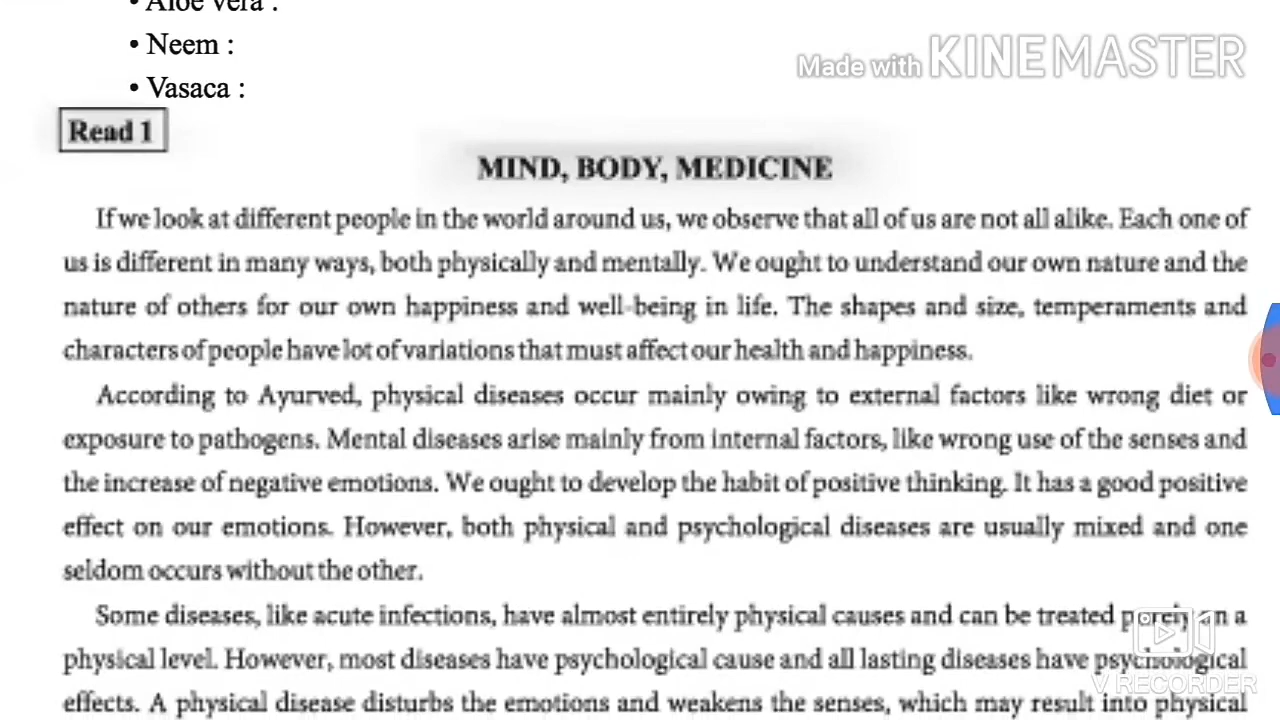 • Aloe vera :
• Neem :
• Vasaca :
Made with KINEMASTER
Read 1
MIND, BODY, MEDICINE
If we look at different people in the world around us, we observe that all of us are not all alike. Each one of
us is different in many ways, both physically and mentally. We ought to understand our own nature and the
nature of others for our own happiness and well-being in life. The shapes and size, temperaments and
characters of people have lot of variations that must affect our health and happiness.
According to Ayurved, physical diseases occur mainly owing to external factors like wrong diet or
exposure to pathogens. Mental diseases arise mainly from internal factors, like wrong use of the senses and
the increase of negative emotions. We ought to develop the habit of positive thinking. It has a good positive
effect on our emotions. However, both physical and psychological diseases are usually mixed and one
seldom occurs without the other.
Some diseases, like acute infections, have almost entirely physical causes and can be treated purely on a
physical level. However, most diseases have psychological cause and all lasting diseases have psychological
effects. A physical disease disturbs the emotions and weakens the senses, which may result into physical
V RECORDER